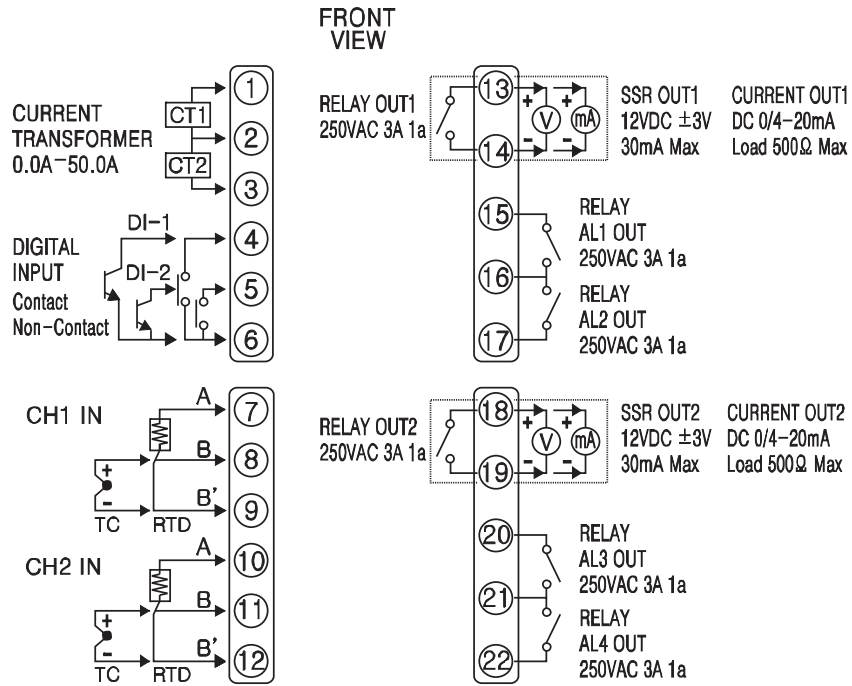 FRONT
VIEW
CURRENT
TRANSFORMER
0.0A-50.0A
CT1
CT2
1
2
3
DIGITAL
INPUT
Contact
Non-Contact
DI-1
DI-2
4
5
6
CH1 IN
+
-
TC
RTD
A
B
B'
7
8
9
CH2 IN
+
-
TC
RTD
A
B
B'
10
11
12
RELAY OUT1
250VAC 3A 1a
13
14
+
-
V
+
-
mA
SSR OUT1
12VDC ±3V
30mA Max
CURRENT OUT1
DC 0/4-20mA
Load 500Ω Max
15
16
17
RELAY
AL1 OUT
250VAC 3A 1a
RELAY
AL2 OUT
250VAC 3A 1a
RELAY OUT2
250VAC 3A 1a
18
19
+
-
V
+
-
mA
SSR OUT2
12VDC ±3V
30mA Max
CURRENT OUT2
DC 0/4-20mA
Load 500Ω Max
20
21
22
RELAY
AL3 OUT
250VAC 3A 1a
RELAY
AL4 OUT
250VAC 3A 1a